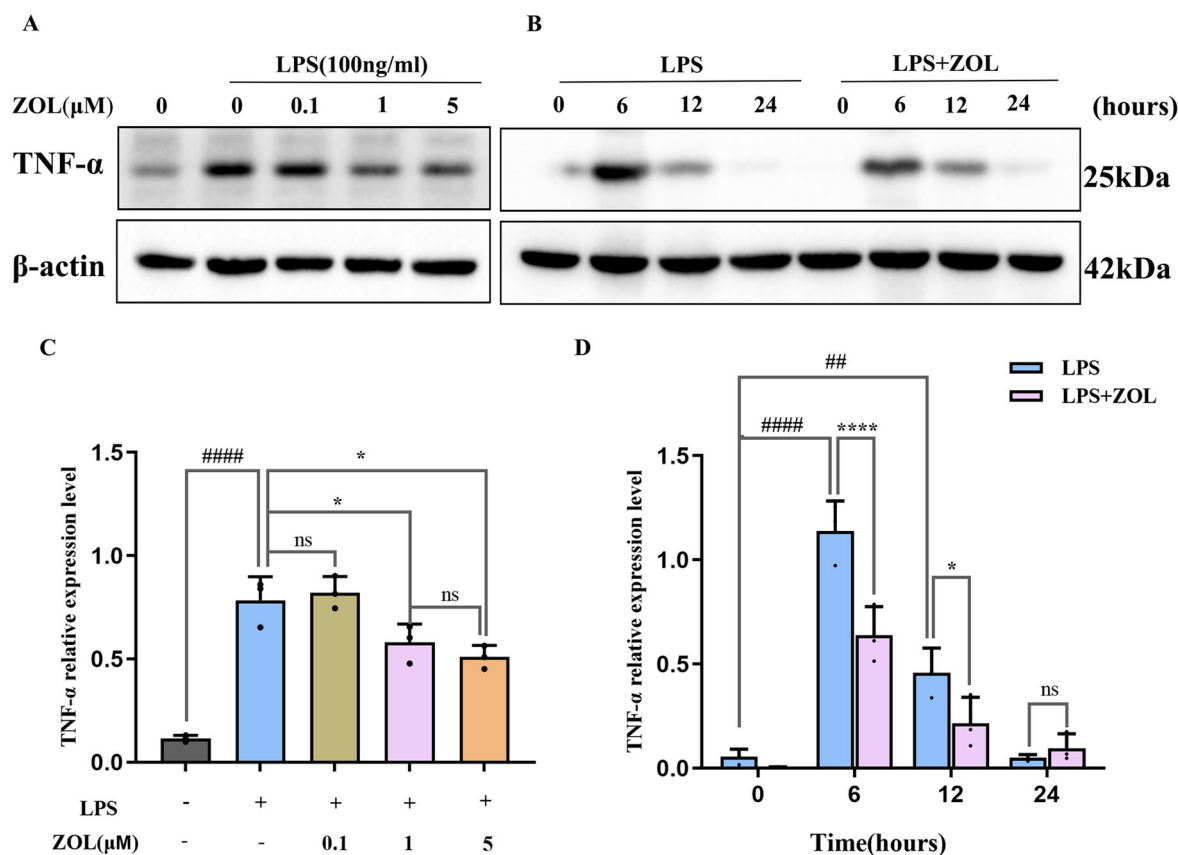 A
B
LPS(100ng/ml)
LPS
LPS+ZOL
ZOL(μM) 0 0 0.1 1 5
0 6 12 24 0 6 12 24 (hours)
TNF-α
25kDa
β-actin
42kDa
C
D
LPS
LPS+ZOL
##
####
****
*
ns
####
*
*
ns
ns
TNF-α relative expression level
1.5
1.0
0.5
0.0
LPS - + + + +
ZOL(μM) - - 0.1 1 5
TNF-α relative expression level
1.5
1.0
0.5
0.0
0 6 12 24
Time(hours)